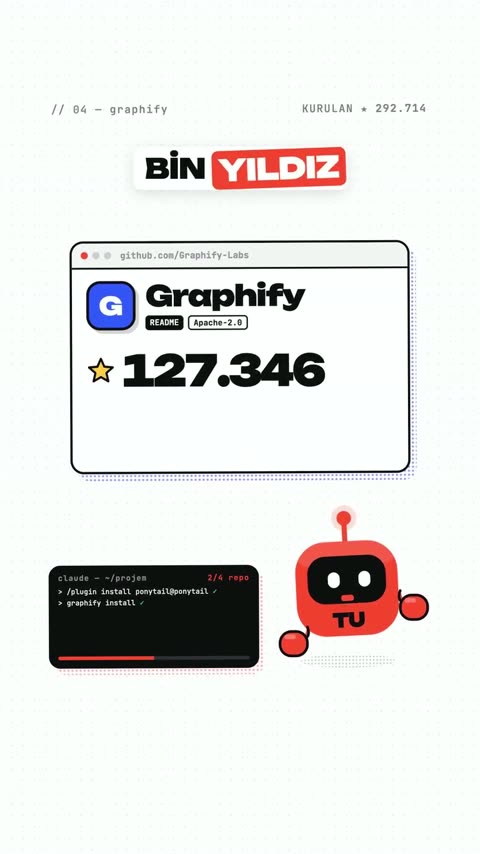 // 04 — graphify
KURULAN ★ 292.714
BİN YILDIZ
github.com/Graphify-Labs
G
Graphify
README Apache-2.0
127.346
claude — ~/projem 2/4 repo
> /plugin install ponytail@ponytail ✓
> graphify install ✓
TU